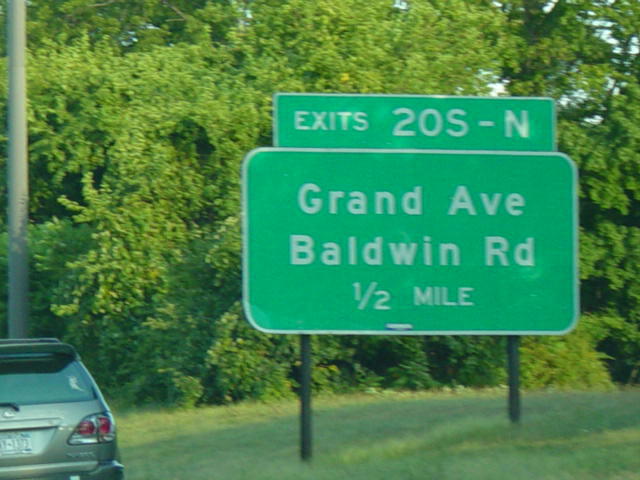 EXITS 20S-N
Grand Ave
Baldwin Rd
1/2 MILE